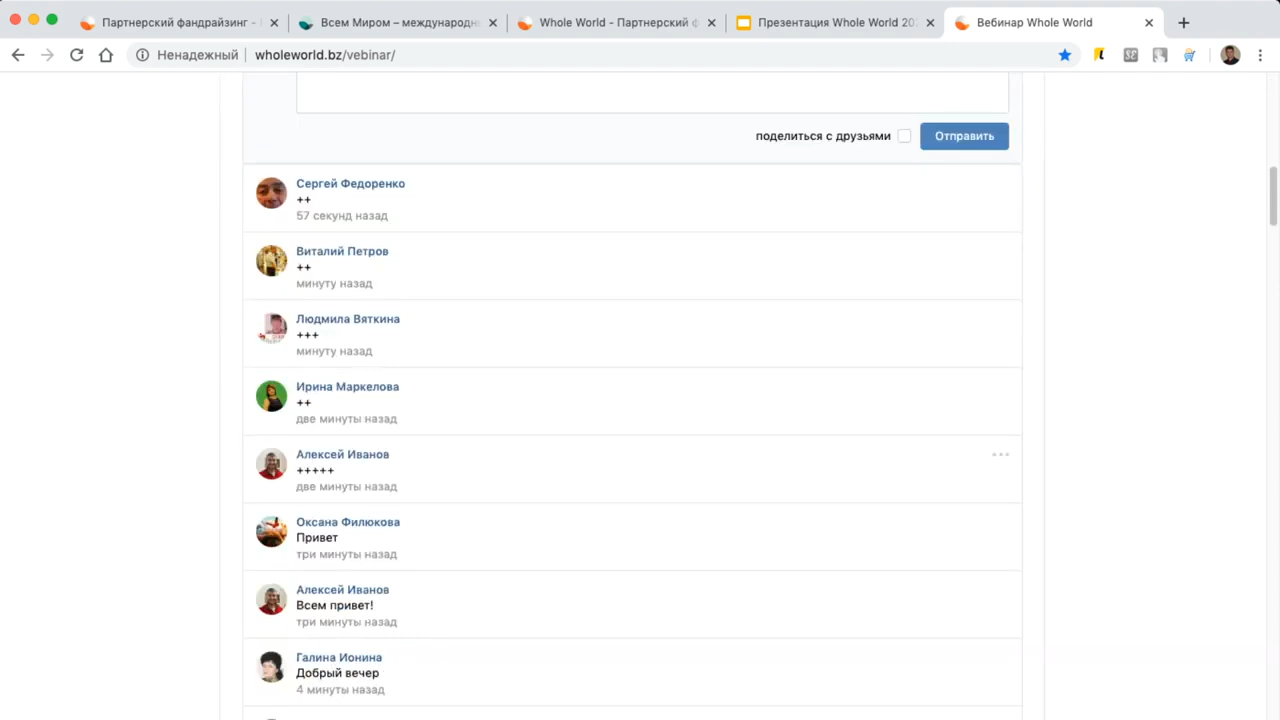 Партнерский фандрайзинг -
Всем Миром – международн
Whole World - Партнерский ф
Презентация Whole World 202
Вебинар Whole World
Ненадежный
wholeworld.bz/vebinar/
поделиться с друзьями
Отправить
Сергей Федоренко
++
57 секунд назад
Виталий Петров
++
минуту назад
Людмила Вяткина
+++
минуту назад
Ирина Маркелова
++
две минуты назад
Алексей Иванов
+++++
две минуты назад
Оксана Филюкова
Привет
три минуты назад
Алексей Иванов
Всем привет!
три минуты назад
Галина Ионина
Добрый вечер
4 минуты назад